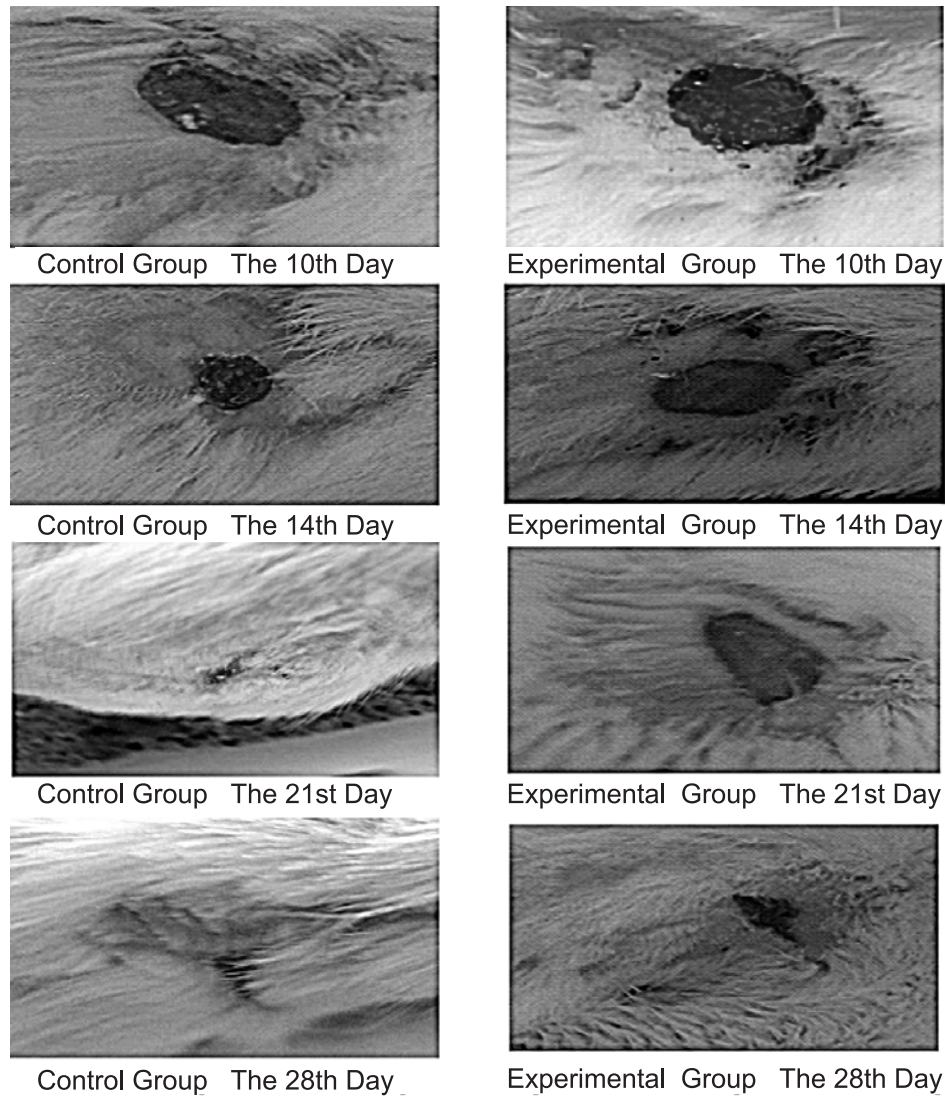 Control Group The 10th Day
Experimental Group The 10th Day
Control Group The 14th Day
Experimental Group The 14th Day
Control Group The 21st Day
Experimental Group The 21st Day
Control Group The 28th Day
Experimental Group The 28th Day